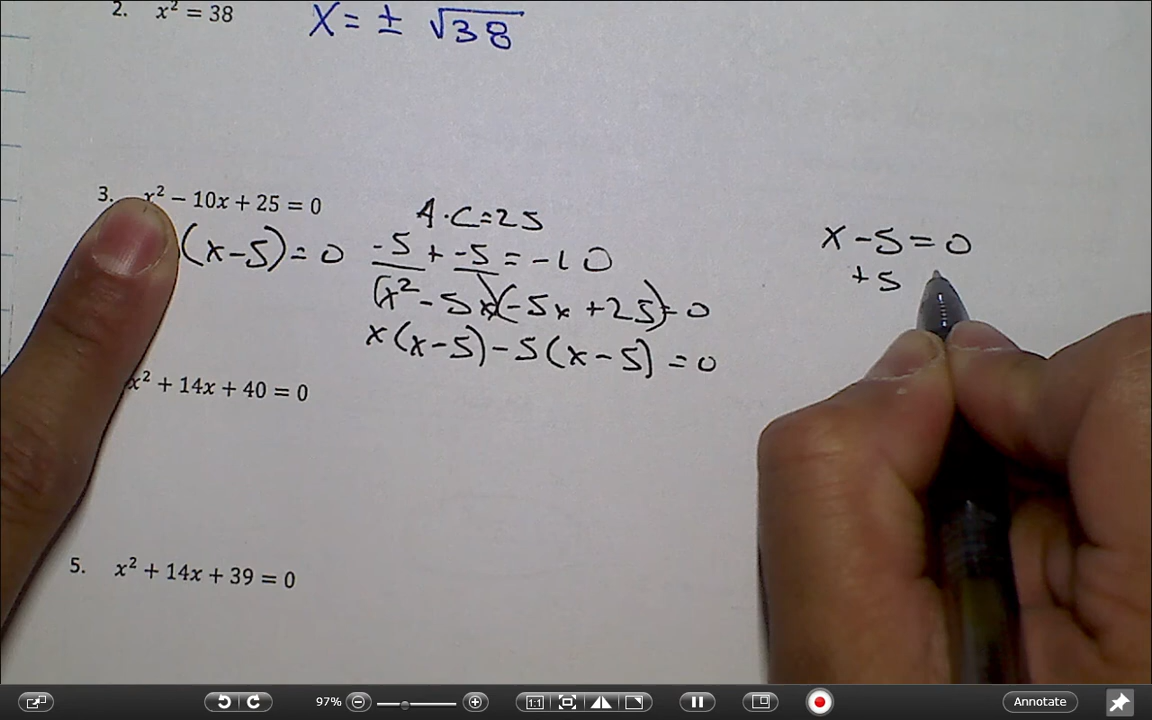 2. x² = 38 X = ± √38
3. x² − 10x + 25 = 0 A·C=25
(x−5)=0 -5 + -5 = -10 x − 5 = 0
(x² − 5x)(−5x + 25) = 0 +5
x(x−5)−5(x−5) = 0
x² + 14x + 40 = 0
5. x² + 14x + 39 = 0
97% 1:1 Annotate